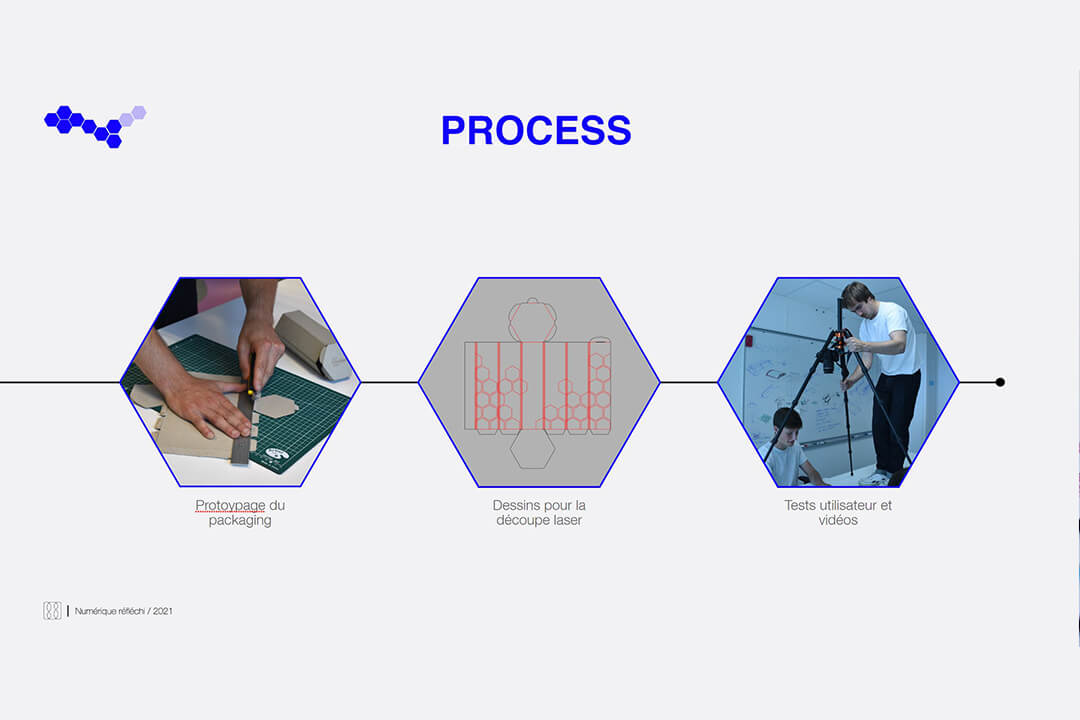 PROCESS
Protoypage du
packaging
Dessins pour la
découpe laser
Tests utilisateur et
vidéos
Numérique réfléchi / 2021